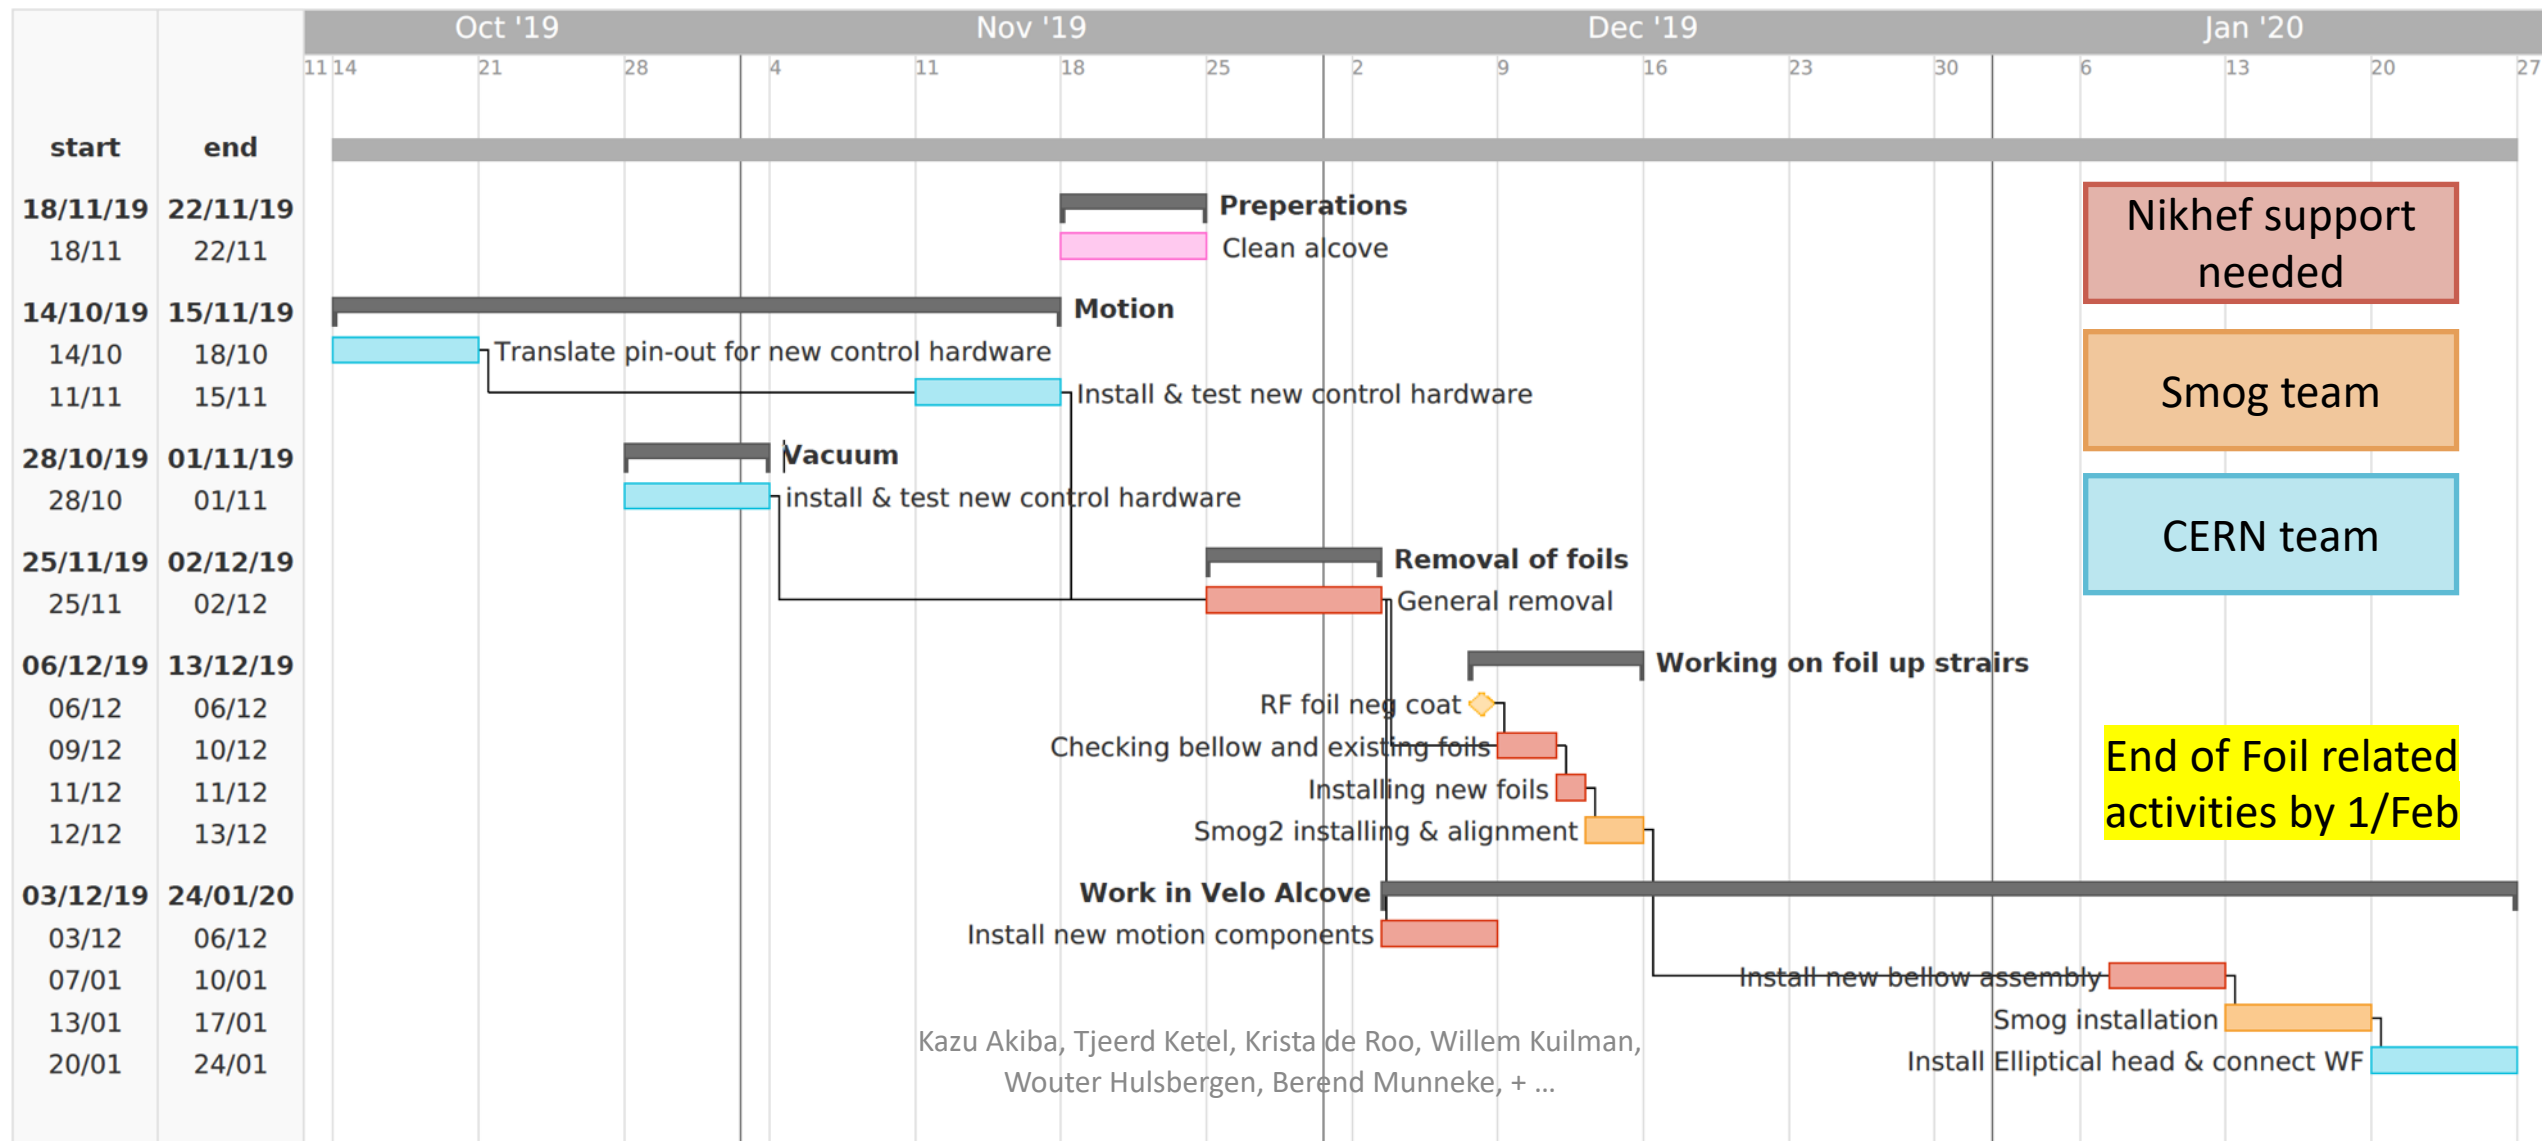 Oct '19 Nov '19 Dec '19 Jan '20
11 14 21 28 4 11 18 25 2 9 16 23 30 6 13 20 27
start end
18/11/19 22/11/19 Preperations
18/11 22/11 Clean alcove
14/10/19 15/11/19 Motion
14/10 18/10 Translate pin-out for new control hardware
11/11 15/11 Install & test new control hardware
28/10/19 01/11/19 Vacuum
28/10 01/11 install & test new control hardware
25/11/19 02/12/19 Removal of foils
25/11 02/12 General removal
06/12/19 13/12/19 Working on foil up strairs
06/12 06/12 RF foil neg coat
09/12 10/12 Checking bellow and existing foils
11/12 11/12 Installing new foils
12/12 13/12 Smog2 installing & alignment
03/12/19 24/01/20 Work in Velo Alcove
03/12 06/12 Install new motion components
07/01 10/01 Install new bellow assembly
13/01 17/01 Smog installation
20/01 24/01 Install Elliptical head & connect WF
Nikhef support
needed
Smog team
CERN team
End of Foil related
activities by 1/Feb
Kazu Akiba, Tjeerd Ketel, Krista de Roo, Willem Kuilman,
Wouter Hulsbergen, Berend Munneke, + ...